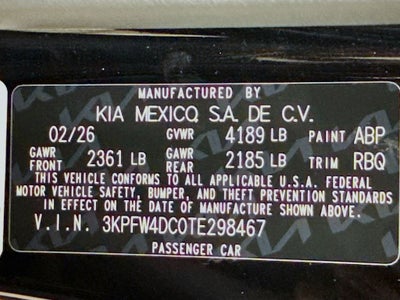 MANUFACTURED BY
KIA MEXICO, S.A. DE C.V.
02/26 GVWR 4189 LB PAINT ABP
GAWR FRONT 2361 LB GAWR REAR 2185 LB TRIM RBQ
THIS VEHICLE CONFORMS TO ALL APPLICABLE U.S.A. FEDERAL
MOTOR VEHICLE SAFETY, BUMPER, AND THEFT PREVENTION STANDARDS
IN EFFECT ON THE DATE OF MANUFACTURE SHOWN ABOVE.
V.I.N. 3KPFW4DC0TE298467
PASSENGER CAR